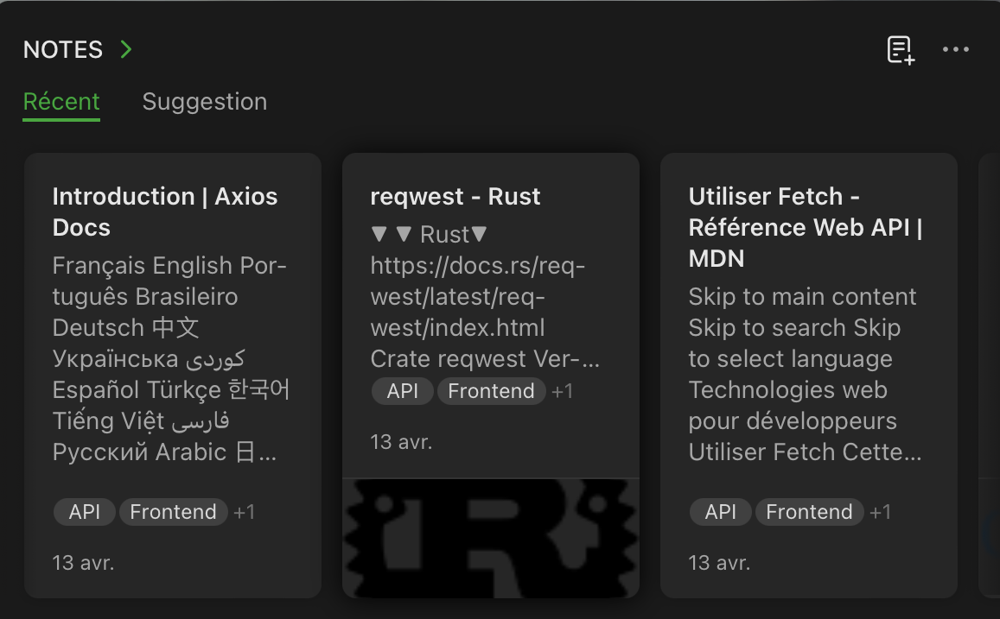 NOTES
Récent
Suggestion
Introduction | Axios
Docs
Français English Por-
tuguês Brasileiro
Deutsch 中文
Українська کوردی
Español Türkçe 한국어
Tiếng Việt فارسی
Русский Arabic 日...
API Frontend +1
13 avr.
reqwest - Rust
▼ ▼ Rust▼
https://docs.rs/req-
west/latest/req-
west/index.html
Crate reqwest Ver-...
API Frontend +1
13 avr.
R
Utiliser Fetch -
Référence Web API |
MDN
Skip to main content
Skip to search Skip
to select language
Technologies web
pour développeurs
Utiliser Fetch Cette...
API Frontend +1
13 avr.